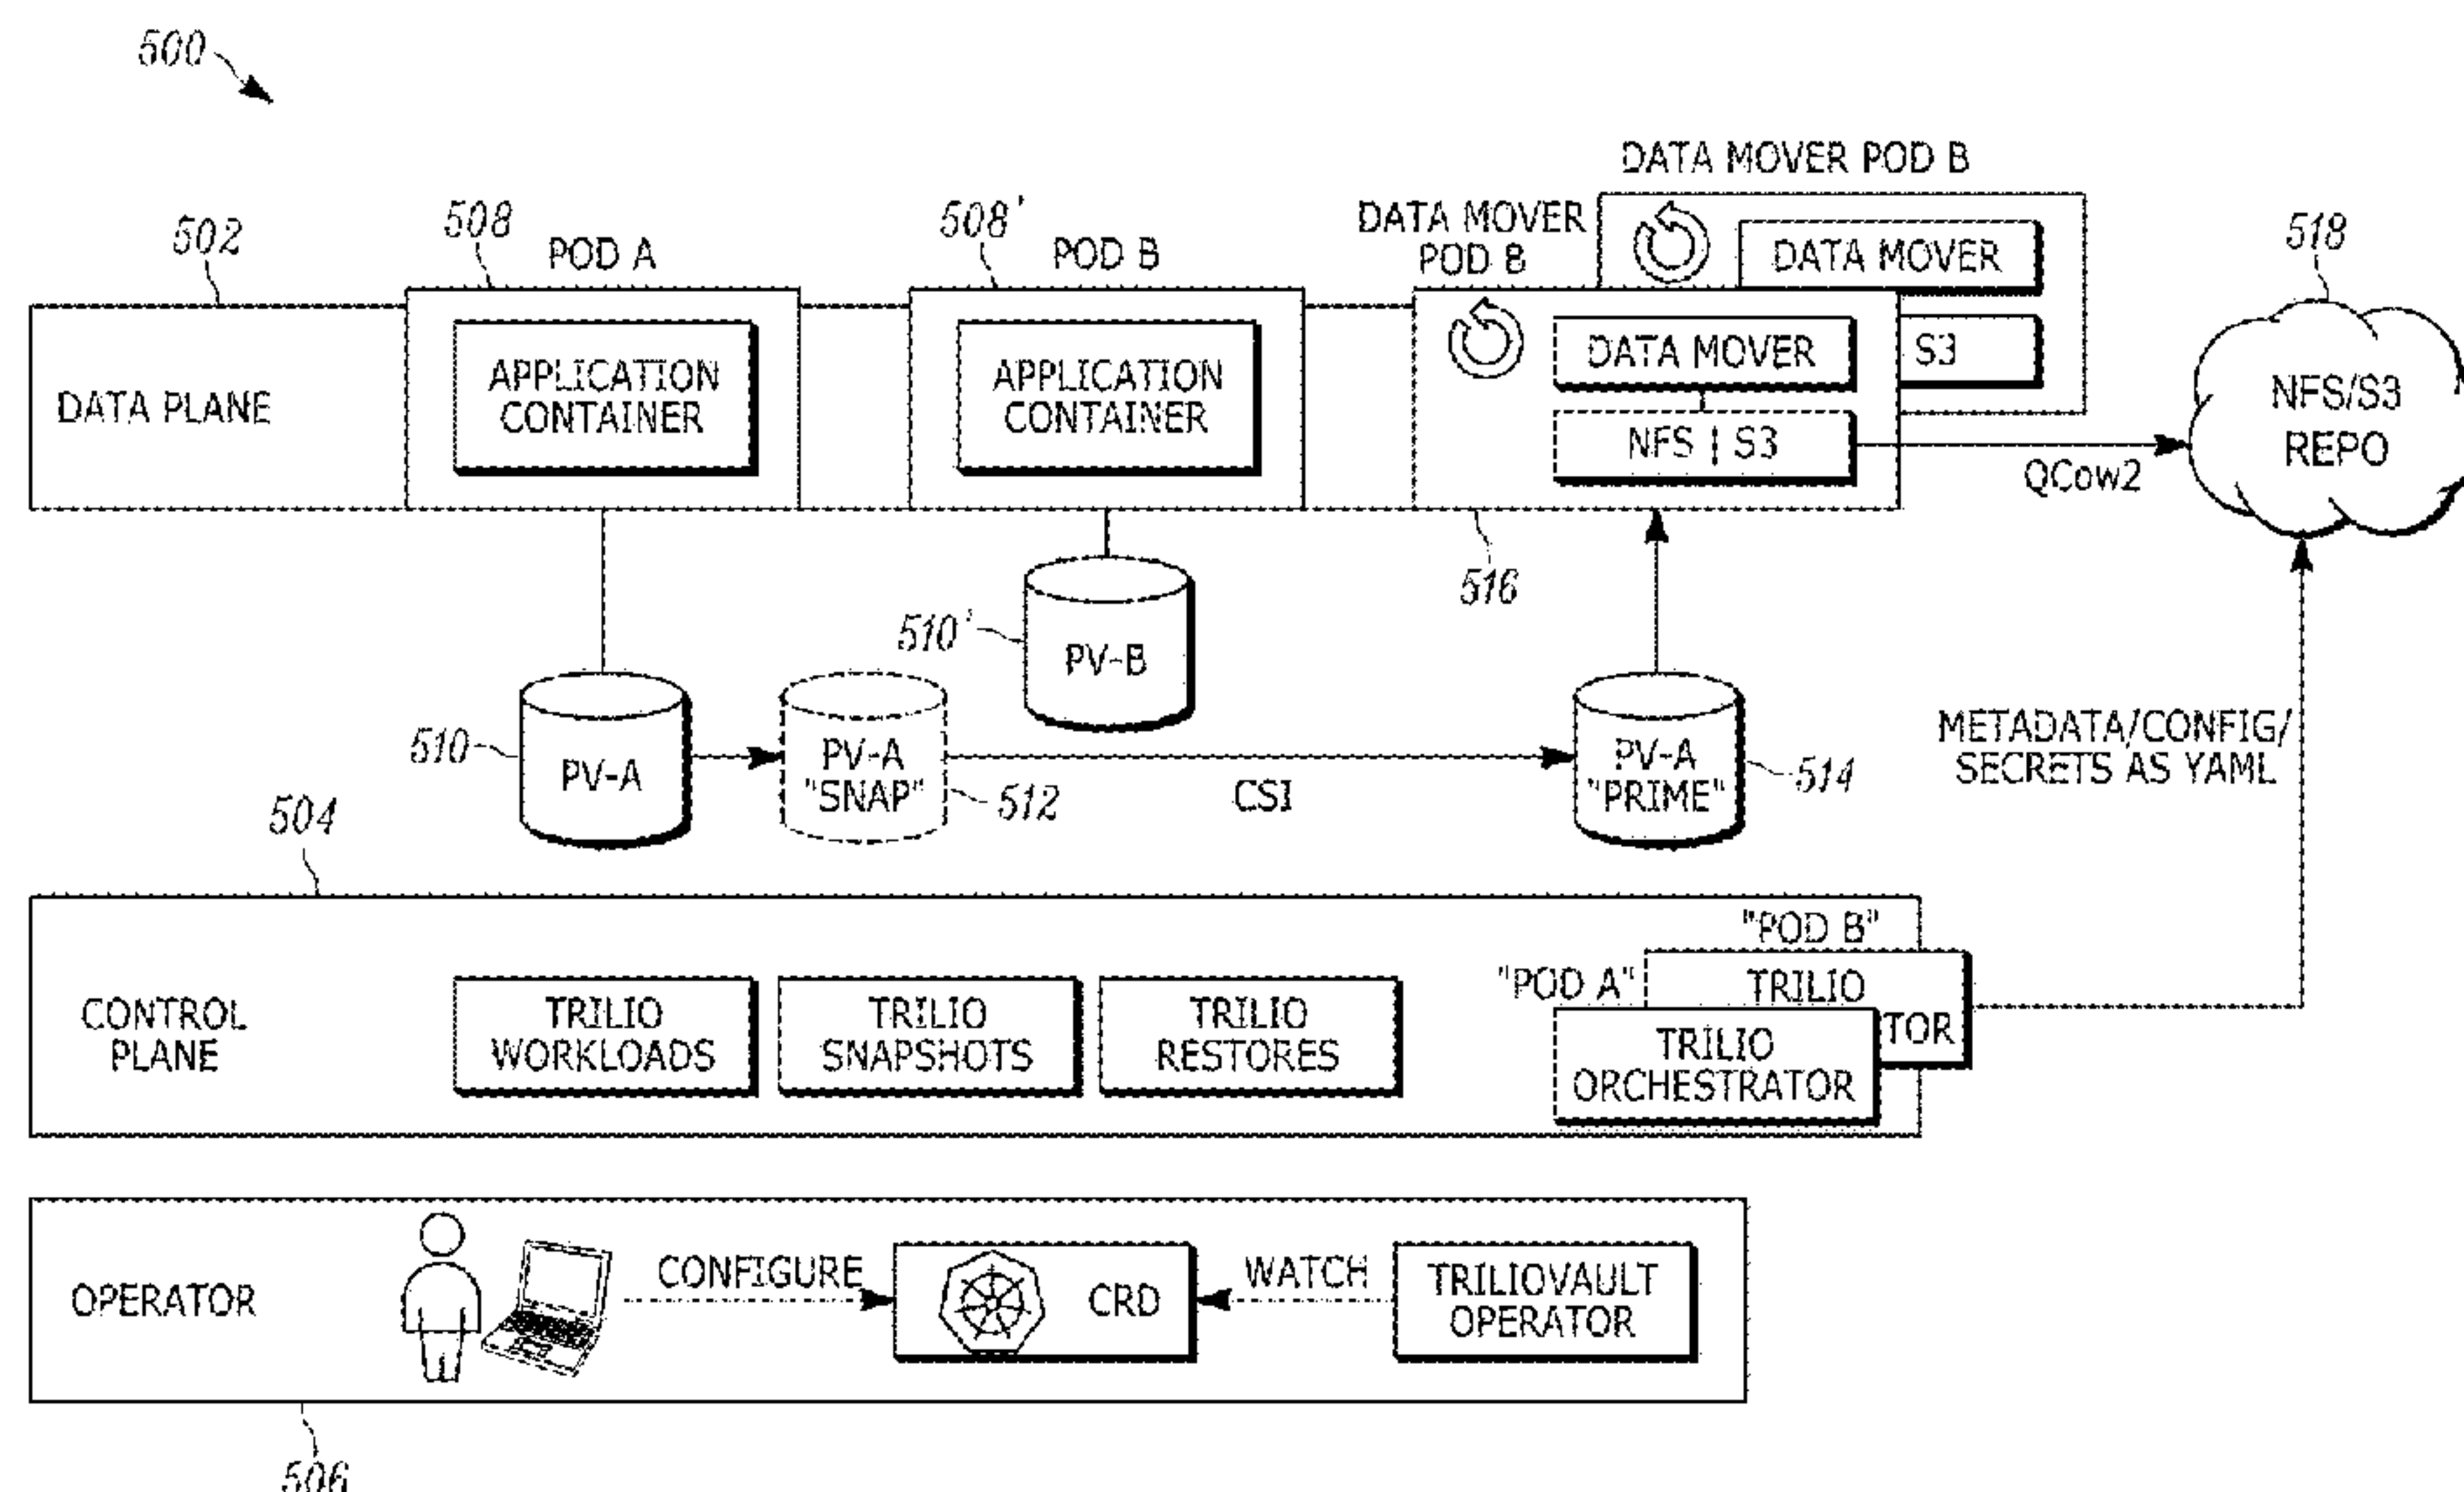 500
DATA MOVER POD B
502
508
POD A
508'
POD B
DATA MOVER
POD B
DATA MOVER
518
DATA PLANE
APPLICATION
CONTAINER
APPLICATION
CONTAINER
DATA MOVER
S3
NFS | S3
QCow2
NFS/S3
REPO
516
510'
PV-B
510
PV-A
PV-A
"SNAP"
512
CSI
PV-A
"PRIME"
514
METADATA/CONFIG/
SECRETS AS YAML
504
CONTROL
PLANE
TRILIO
WORKLOADS
TRILIO
SNAPSHOTS
TRILIO
RESTORES
"POD B"
"POD A"
TRILIO
TOR
TRILIO
ORCHESTRATOR
OPERATOR
CONFIGURE
CRD
WATCH
TRILIOVAULT
OPERATOR
506